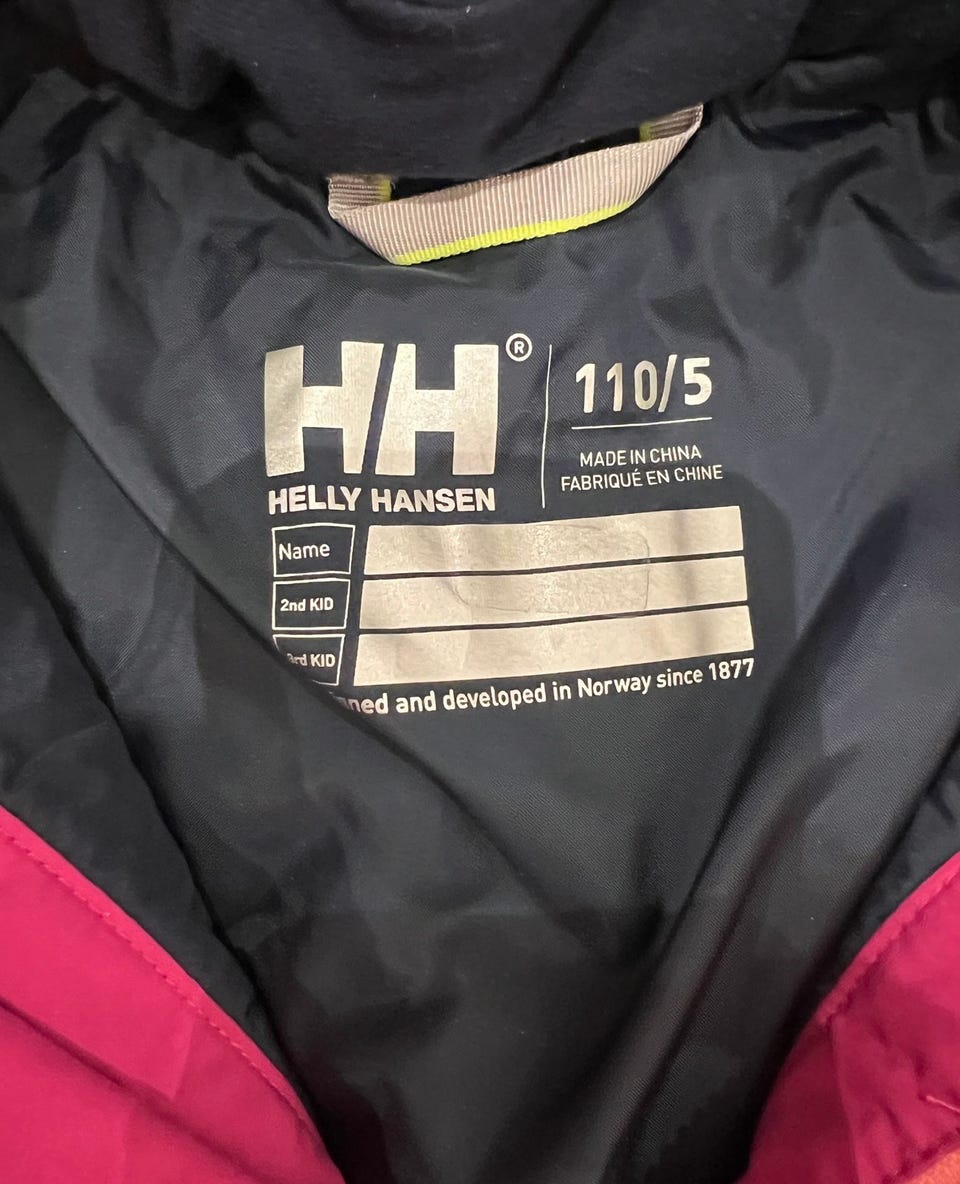 HH®
HELLY HANSEN
110/5
MADE IN CHINA
FABRIQUÉ EN CHINE
Name
2nd KID
3rd KID
and developed in Norway since 1877